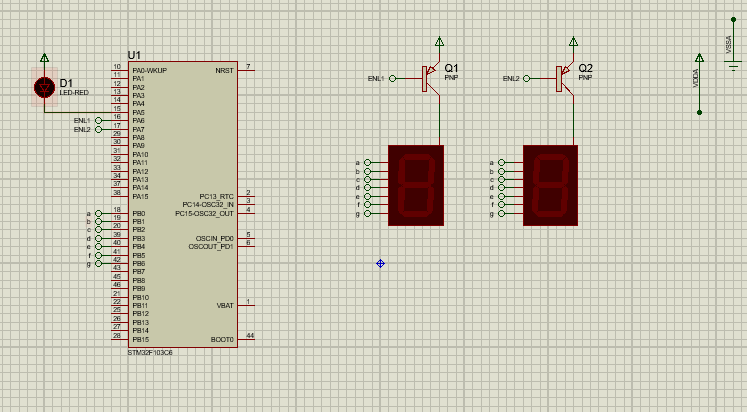 U1
D1
LED-RED
10 PA0-WKUP
11 PA1
12 PA2
13 PA3
14 PA4
15 PA5
ENL1 16 PA6
ENL2 17 PA7
29 PA8
30 PA9
31 PA10
32 PA11
33 PA12
34 PA13
37 PA14
38 PA15
a 18 PB0
b 19 PB1
c 20 PB2
d 39 PB3
e 40 PB4
f 41 PB5
g 42 PB6
43 PB7
45 PB8
46 PB9
21 PB10
22 PB11
25 PB12
26 PB13
27 PB14
28 PB15
NRST 7
PC13_RTC 2
PC14-OSC32_IN 3
PC15-OSC32_OUT 4
OSCIN_PD0 5
OSCOUT_PD1 6
VBAT 1
BOOT0 44
STM32F103C6
ENL1
Q1
PNP
a
b
c
d
e
f
g
ENL2
Q2
PNP
a
b
c
d
e
f
g
VDDA
VSSA